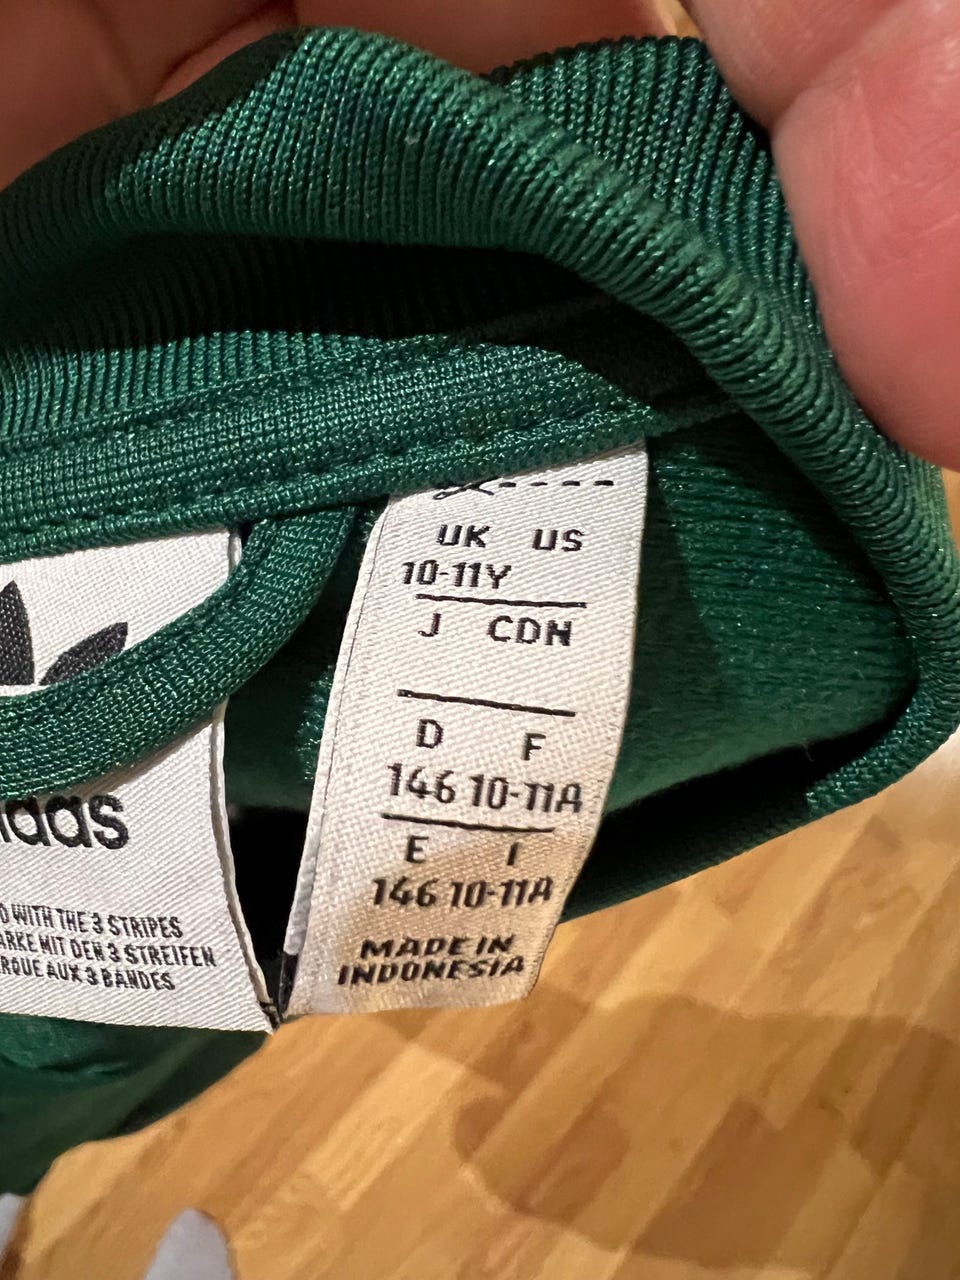 UK US
10-11Y
J CDN
D F
146 10-11A
E I
146 10-11A
MADE IN
INDONESIA
WITH THE 3 STRIPES
MIT DEN 3 STREIFEN
AUX 3 BANDES